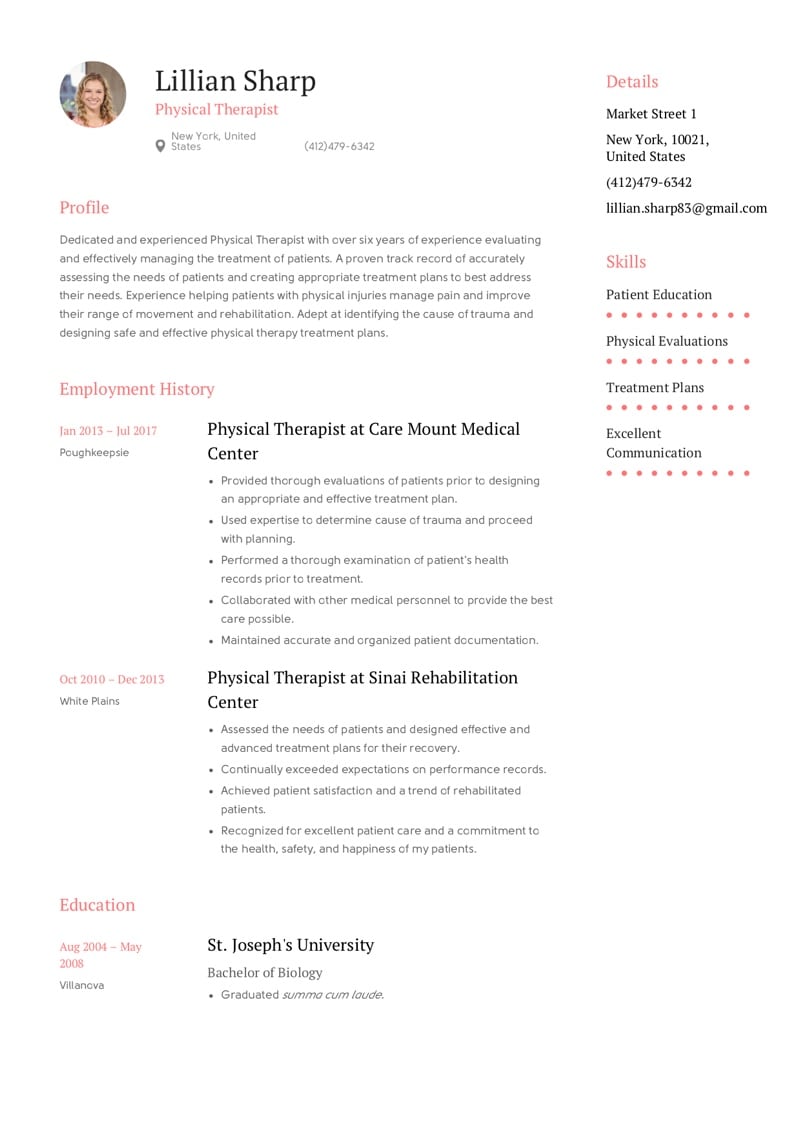 Lillian Sharp
Physical Therapist
New York, United
States
(412)479-6342
Profile
Dedicated and experienced Physical Therapist with over six years of experience evaluating
and effectively managing the treatment of patients. A proven track record of accurately
assessing the needs of patients and creating appropriate treatment plans to best address
their needs. Experience helping patients with physical injuries manage pain and improve
their range of movement and rehabilitation. Adept at identifying the cause of trauma and
designing safe and effective physical therapy treatment plans.
Employment History
Jan 2013 – Jul 2017
Poughkeepsie
Physical Therapist at Care Mount Medical
Center
• Provided thorough evaluations of patients prior to designing
an appropriate and effective treatment plan.
• Used expertise to determine cause of trauma and proceed
with planning.
• Performed a thorough examination of patient's health
records prior to treatment.
• Collaborated with other medical personnel to provide the best
care possible.
• Maintained accurate and organized patient documentation.
Oct 2010 – Dec 2013
White Plains
Physical Therapist at Sinai Rehabilitation
Center
• Assessed the needs of patients and designed effective and
advanced treatment plans for their recovery.
• Continually exceeded expectations on performance records.
• Achieved patient satisfaction and a trend of rehabilitated
patients.
• Recognized for excellent patient care and a commitment to
the health, safety, and happiness of my patients.
Education
Aug 2004 – May
2008
Villanova
St. Joseph's University
Bachelor of Biology
• Graduated summa cum laude.
Details
Market Street 1
New York, 10021,
United States
(412)479-6342
lillian.sharp83@gmail.com
Skills
Patient Education
Physical Evaluations
Treatment Plans
Excellent
Communication